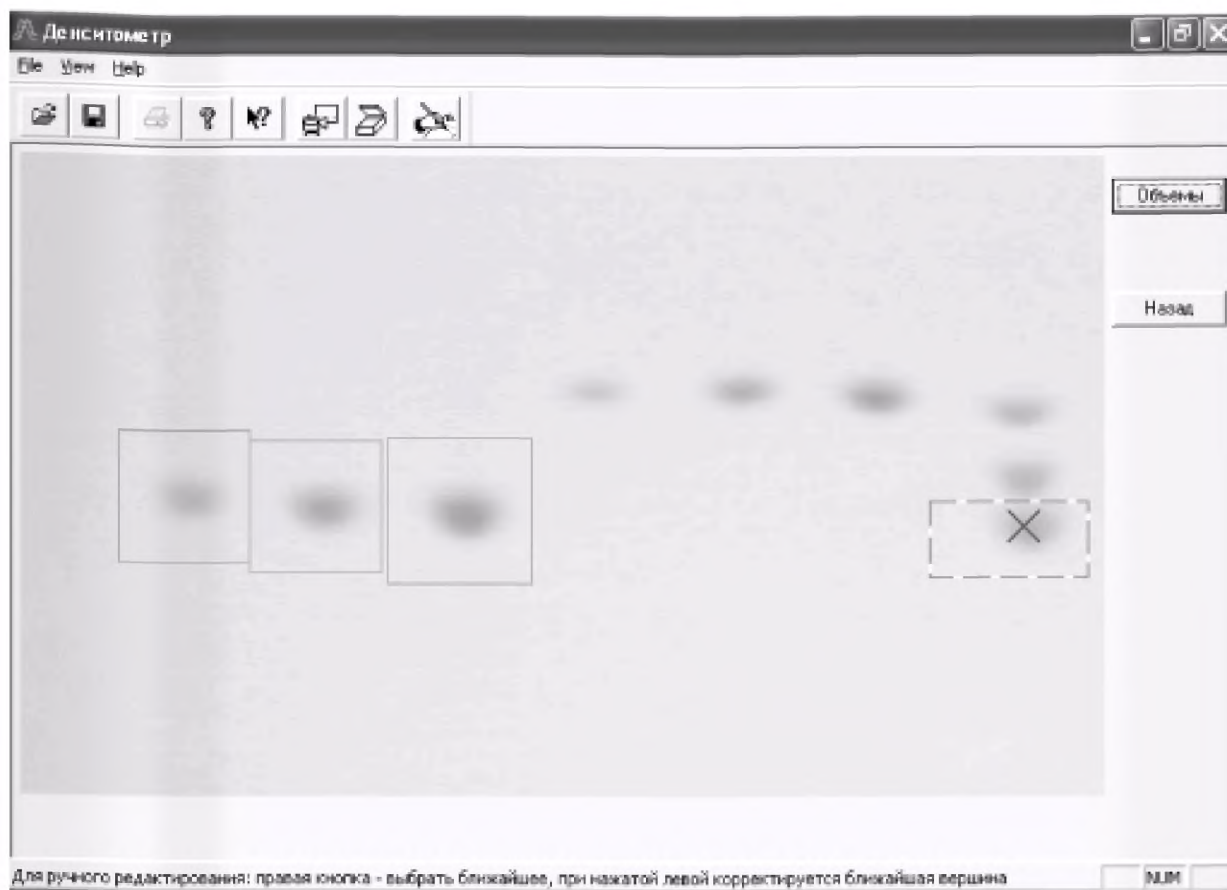 Денситометр
File View Help
Объемы
Назад
Для ручного редактирования: правая кнопка - выбрать ближайшее, при нажатой левой корректируется ближайшая вершина NUM